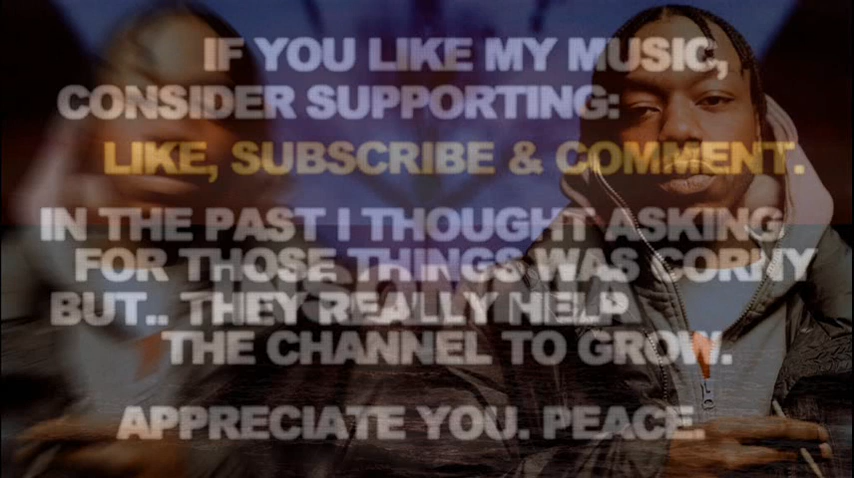 IF YOU LIKE MY MUSIC,
CONSIDER SUPPORTING:
LIKE, SUBSCRIBE & COMMENT.
IN THE PAST I THOUGHT ASKING
FOR THOSE THINGS WAS CORNY
BUT.. THEY REALLY HELP
THE CHANNEL TO GROW.
APPRECIATE YOU. PEACE.